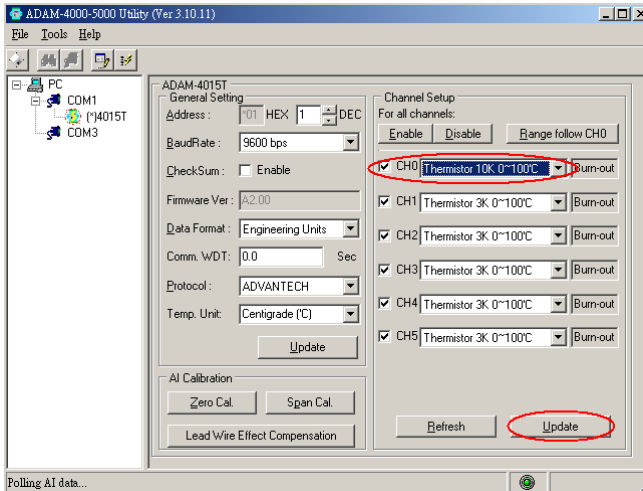 ADAM-4000-5000 Utility (Ver 3.10.11)
File Tools Help
PC
COM1
(*)4015T
COM3
ADAM-4015T
General Setting
Address : *01 HEX 1 DEC
BaudRate : 9600 bps
CheckSum : Enable
Firmware Ver : A2.00
Data Format : Engineering Units
Comm. WDT: 0.0 Sec
Protocol : ADVANTECH
Temp. Unit: Centigrade (℃)
Update
AI Calibration
Zero Cal. Span Cal.
Lead Wire Effect Compensation
Channel Setup
For all channels:
Enable Disable Range follow CH0
CH0 Thermistor 10K 0~100℃ Burn-out
CH1 Thermistor 3K 0~100℃ Burn-out
CH2 Thermistor 3K 0~100℃ Burn-out
CH3 Thermistor 3K 0~100℃ Burn-out
CH4 Thermistor 3K 0~100℃ Burn-out
CH5 Thermistor 3K 0~100℃ Burn-out
Refresh Update
Polling AI data...